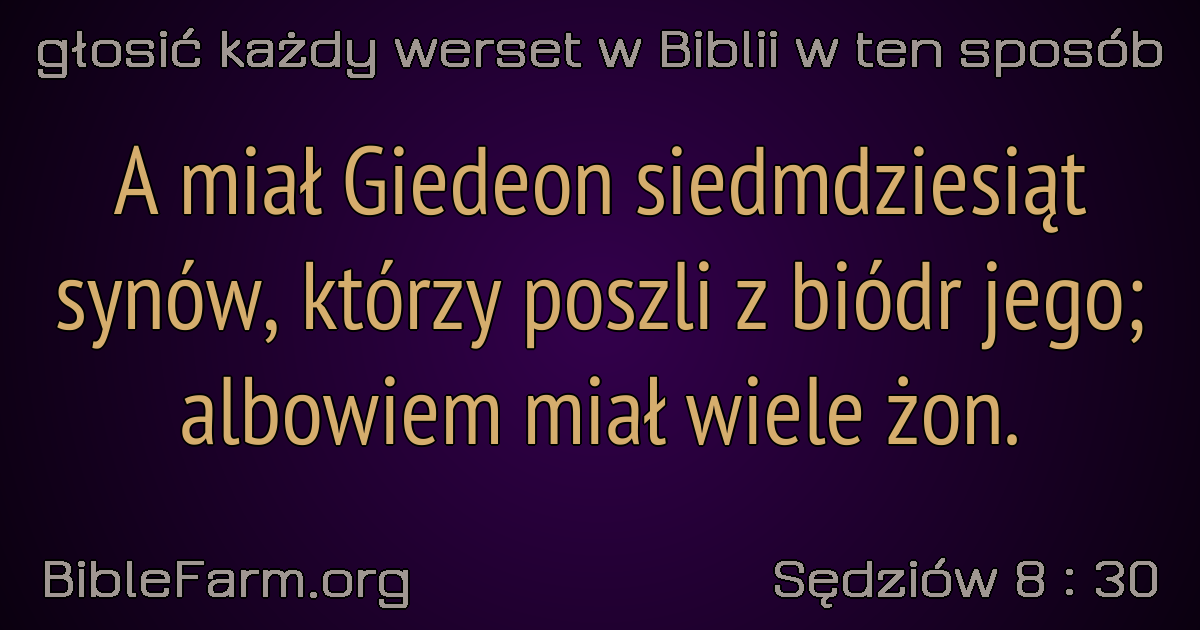 głosić każdy werset w Biblii w ten sposób
A miał Giedeon siedmdziesiąt
synów, którzy poszli z biódr jego;
albowiem miał wiele żon.
BibleFarm.org
Sędziów 8 : 30